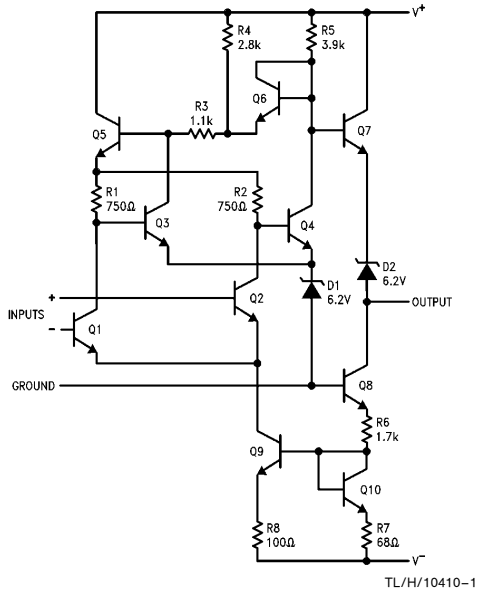 V+
R4
2.8k
R5
3.9k
Q6
R3
1.1k
Q5
Q7
R1
750Ω
Q3
R2
750Ω
Q4
D1
6.2V
D2
6.2V
+
INPUTS
-
Q1
Q2
OUTPUT
GROUND
Q8
R6
1.7k
Q9
Q10
R8
100Ω
R7
68Ω
V-
TL/H/10410-1